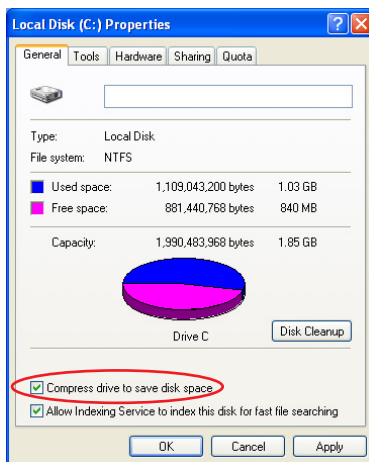 Local Disk (C:) Properties
General Tools Hardware Sharing Quota
Type: Local Disk
File system: NTFS
Used space: 1,109,043,200 bytes 1.03 GB
Free space: 881,440,768 bytes 840 MB
Capacity: 1,990,483,968 bytes 1.85 GB
Drive C
Disk Cleanup
Compress drive to save disk space
Allow Indexing Service to index this disk for fast file searching
OK Cancel Apply